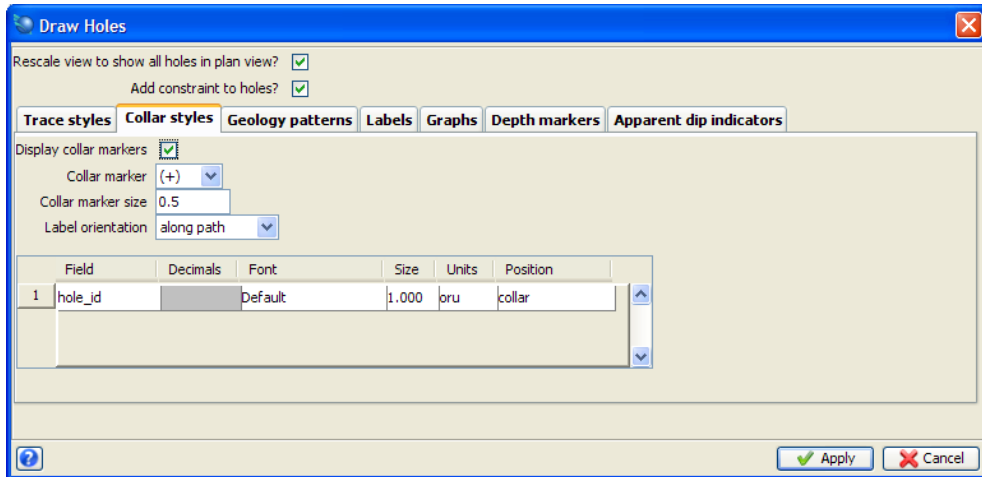 Draw Holes
Rescale view to show all holes in plan view?
Add constraint to holes?
Trace styles Collar styles Geology patterns Labels Graphs Depth markers Apparent dip indicators
Display collar markers
Collar marker (+)
Collar marker size 0.5
Label orientation along path
Field Decimals Font Size Units Position
1 hole_id Default 1.000 oru collar
? Apply Cancel